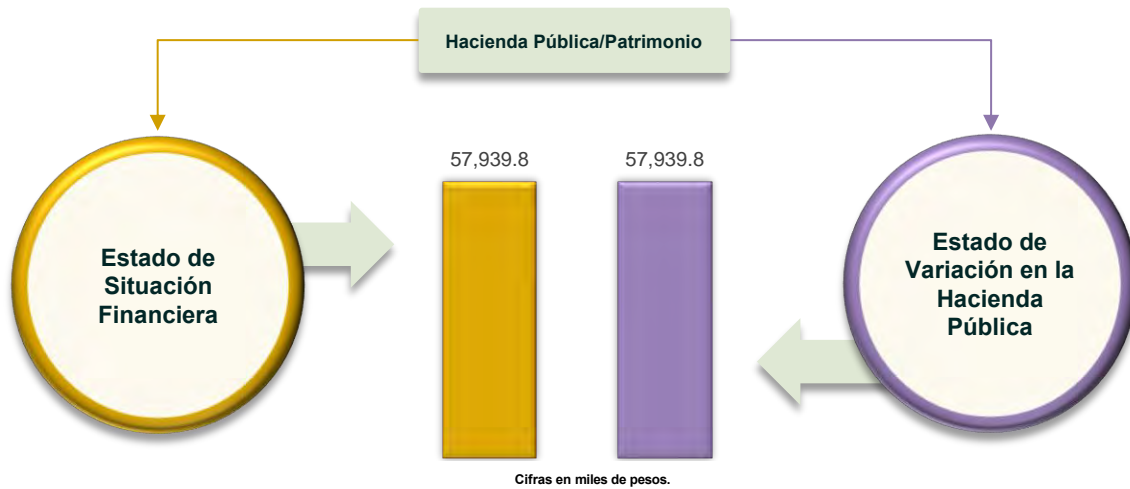 Hacienda Pública/Patrimonio
57,939.8
57,939.8
Estado de
Situación
Financiera
Estado de
Variación en la
Hacienda
Pública
Cifras en miles de pesos.